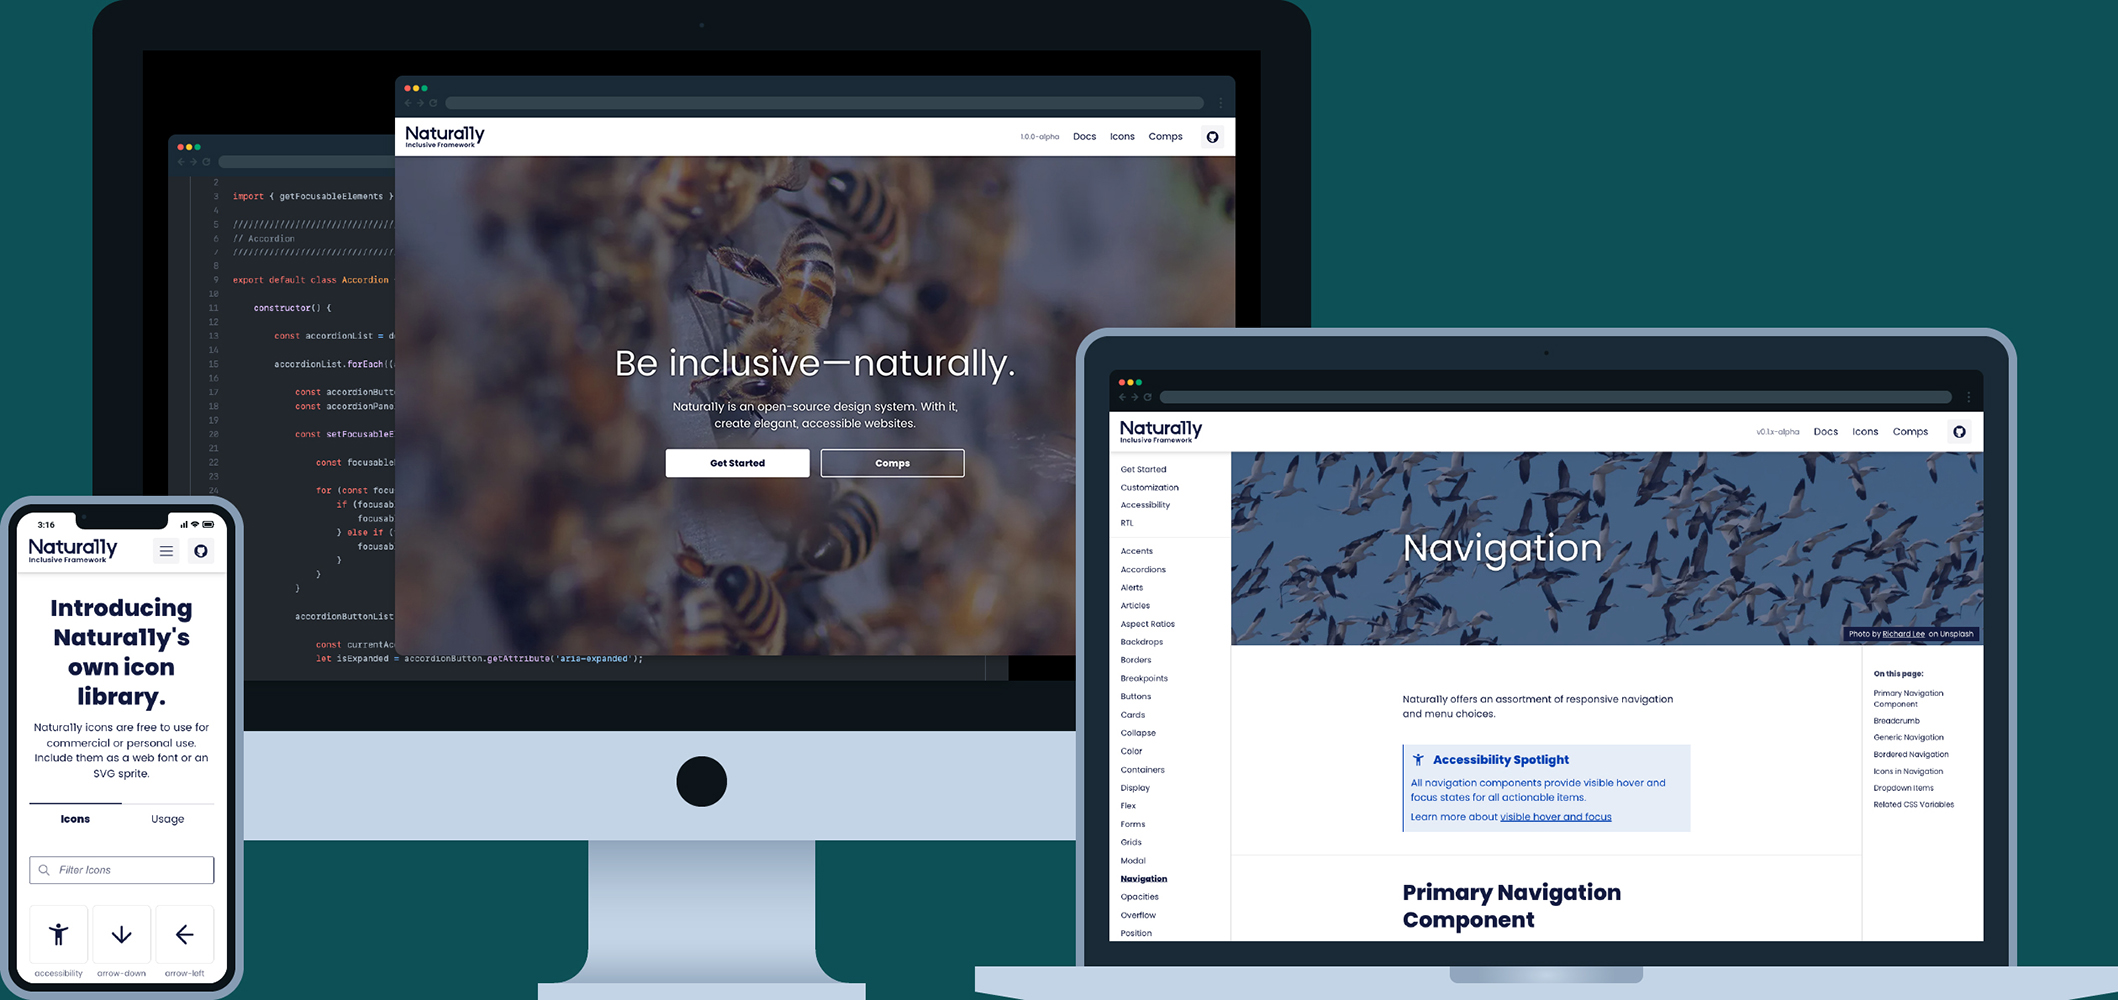 Natura11y
Inclusive Framework
1.0.0-alpha
Docs
Icons
Comps
Be inclusive—naturally.
Natura11y is an open-source design system. With it,
create elegant, accessible websites.
Get Started
Comps
2
3 import { getFocusableElements }
4
5 /////////////////////////////////
6 // Accordion
7 /////////////////////////////////
8
9 export default class Accordion
10
11 constructor() {
12
13 const accordionList =
14
15 accordionList.forEach((
16
17 const accordionButt
18 const accordionPane
19
20 const setFocusableE
21
22 const focusable
23
24 for (const focu
if (focusabl
focusab
} else if (
focusab
}
}
}
accordionButtonList
const currentAc
let isExpanded = accordionButton.getAttribute('aria-expanded');
3:16
Natura11y
Inclusive Framework
Introducing
Natura11y's
own icon
library.
Natura11y icons are free to use for
commercial or personal use.
Include them as a web font or an
SVG sprite.
Icons
Usage
Filter Icons
accessibility
arrow-down
arrow-left
Natura11y
Inclusive Framework
v0.1.x-alpha
Docs
Icons
Comps
Get Started
Customization
Accessibility
RTL
Accents
Accordions
Alerts
Articles
Aspect Ratios
Backdrops
Borders
Breakpoints
Buttons
Cards
Collapse
Color
Containers
Display
Flex
Forms
Grids
Modal
Navigation
Opacities
Overflow
Position
Navigation
Photo by Richard Lee on Unsplash
Natura11y offers an assortment of responsive navigation
and menu choices.
Accessibility Spotlight
All navigation components provide visible hover and
focus states for all actionable items.
Learn more about visible hover and focus
Primary Navigation
Component
On this page:
Primary Navigation
Component
Breadcrumb
Generic Navigation
Bordered Navigation
Icons in Navigation
Dropdown Items
Related CSS Variables